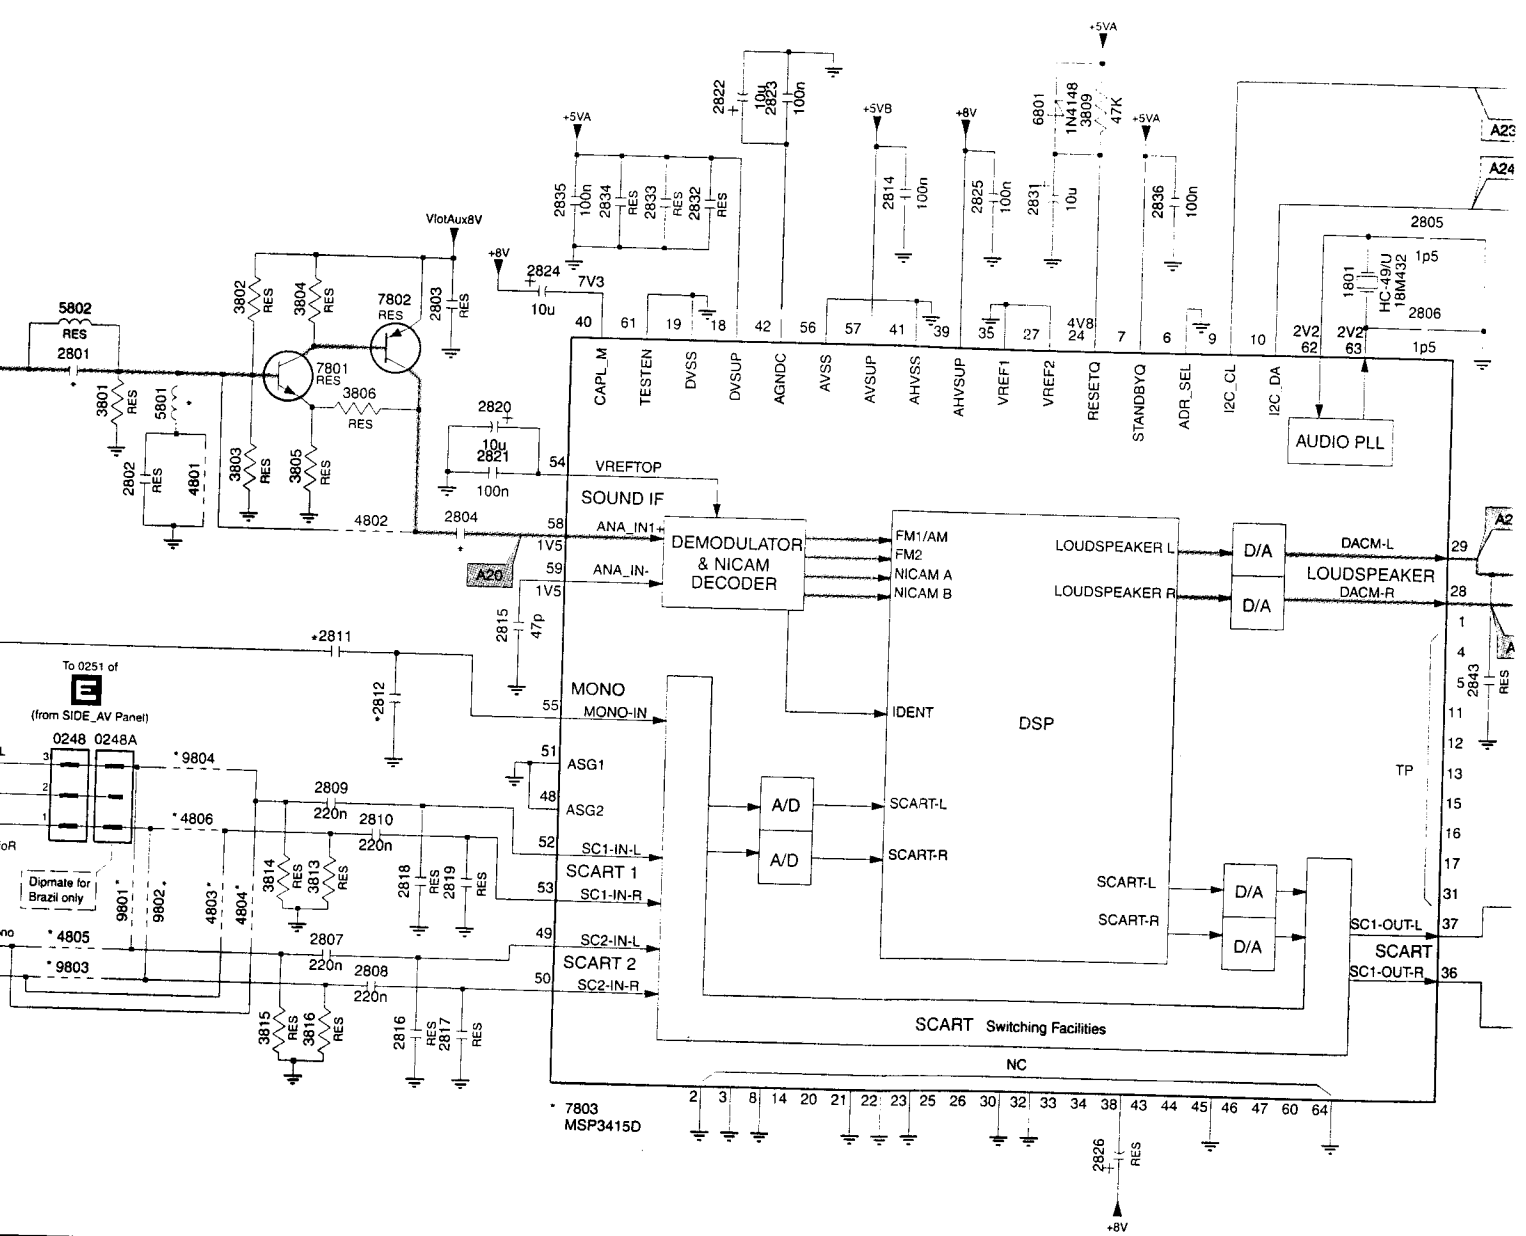 +5VA
+5VA
+5VB
+8V
+5VA
VlotAux8V
+8V
2822
10u
2823
100n
6801
1N4148
3809
47K
A23
A24
2835
100n
2834
RES
2833
RES
2832
RES
2814
100n
2825
100n
2831
10u
2836
100n
2805
1p5
1801
HC-49/U
18M432
2806
1p5
2824
10u
7V3
4V8
2V2
2V2
40
61
19
18
42
56
57
41
39
35
27
24
7
6
9
10
62
63
CAPL_M
TESTEN
DVSS
DVSUP
AGNDC
AVSS
AVSUP
AHVSS
AHVSUP
VREF1
VREF2
RESETQ
STANDBYQ
ADR_SEL
I2C_CL
I2C_DA
AUDIO PLL
5802
RES
2801
3802
RES
3804
RES
7802
RES
2803
RES
7801
RES
3806
RES
3801
RES
5801
*
2802
RES
4801
3803
RES
3805
RES
4802
2804
*
2820
10u
2821
100n
54
VREFTOP
SOUND IF
58
1V5
ANA_IN1+
59
1V5
ANA_IN-
A20
2815
47p
DEMODULATOR
& NICAM
DECODER
FM1/AM
FM2
NICAM A
NICAM B
IDENT
DSP
LOUDSPEAKER L
LOUDSPEAKER R
D/A
D/A
DACM-L
LOUDSPEAKER
DACM-R
29
28
A2
A
1
4
5
11
12
13
15
16
17
31
TP
2843
RES
*2811
*2812
MONO
55
MONO-IN
51
ASG1
48
ASG2
To 0251 of
E
(from SIDE_AV Panel)
0248 0248A
L
3
2
1
oR
Dipmate for
Brazil only
*9804
*4806
2809
220n
2810
220n
52
SC1-IN-L
SCART 1
53
SC1-IN-R
3814
RES
3813
RES
2818
RES
2819
RES
9801*
9802*
4803*
4804*
no
*4805
*9803
2807
220n
2808
220n
49
SC2-IN-L
SCART 2
50
SC2-IN-R
3815
RES
3816
RES
2816
RES
2817
RES
A/D
A/D
SCART-L
SCART-R
SCART-L
SCART-R
D/A
D/A
SC1-OUT-L
37
SCART
SC1-OUT-R
36
SCART Switching Facilities
NC
* 7803
MSP3415D
2 3 8 14 20 21 22 23 25 26 30 32 33 34 38 43 44 45 46 47 60 64
2826
RES
+8V